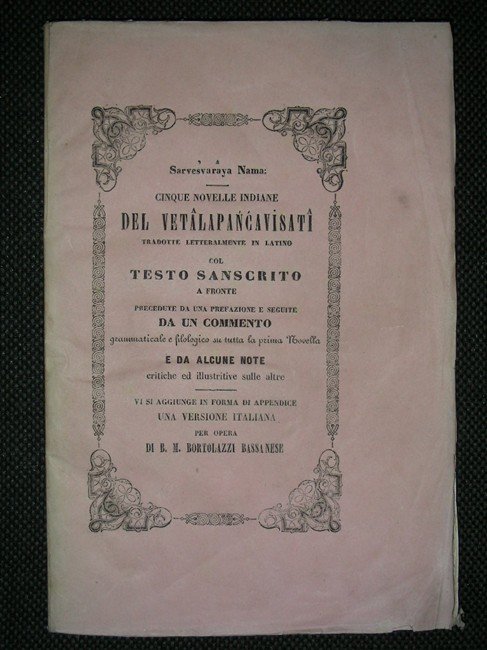 Sarvesvaraya Nama:
CINQUE NOVELLE INDIANE
DEL VETÂLAPAṄĆAVĬSATÎ
TRADOTTE LETTERALMENTE IN LATINO
COL
TESTO SANSCRITO
A FRONTE
PRECEDUTE DA UNA PREFAZIONE E SEGUITE
DA UN COMMENTO
grammaticale e filologico su tutta la prima Novella
E DA ALCUNE NOTE
critiche ed illustritive sulle altre
VI SI AGGIUNGE IN FORMA DI APPENDICE
UNA VERSIONE ITALIANA
PER OPERA
DI B. M. BORTOLAZZI BASSANESE